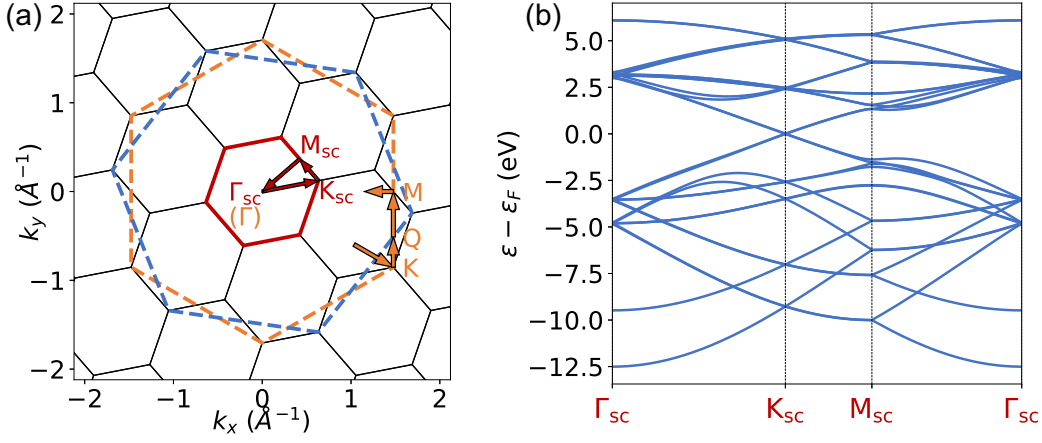 (a)
2
1
0
−1
−2
k_y (Å⁻¹)
M_sc
Γ_sc
(Γ)
K_sc
M
Q
K
−2
−1
0
1
2
k_x (Å⁻¹)
(b)
5.0
2.5
0.0
−2.5
−5.0
−7.5
−10.0
−12.5
ε − ε_F (eV)
Γ_sc
K_sc
M_sc
Γ_sc